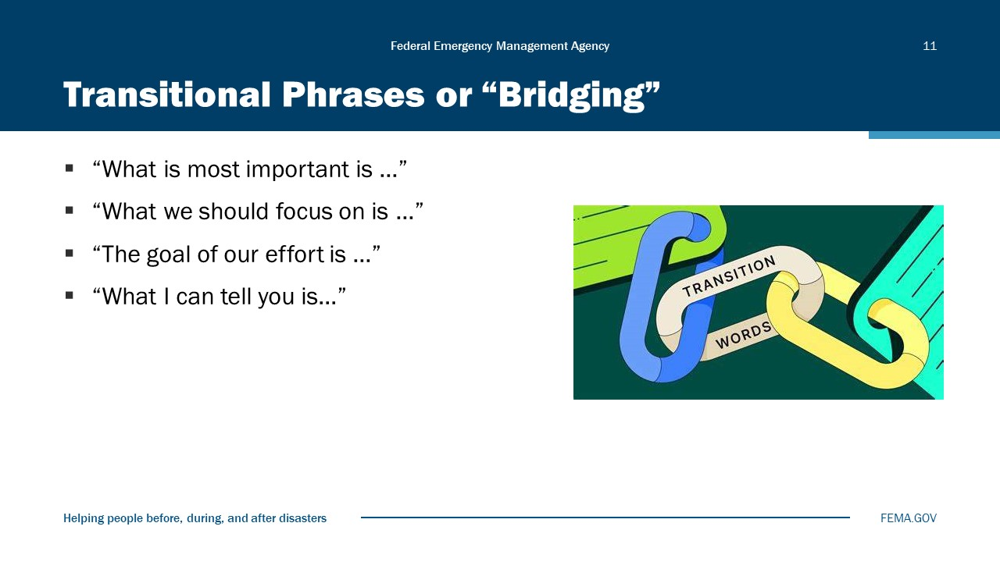 Federal Emergency Management Agency
11
Transitional Phrases or “Bridging”
▪ “What is most important is …”
▪ “What we should focus on is …”
▪ “The goal of our effort is …”
▪ “What I can tell you is…”
TRANSITION
WORDS
Helping people before, during, and after disasters
FEMA.GOV